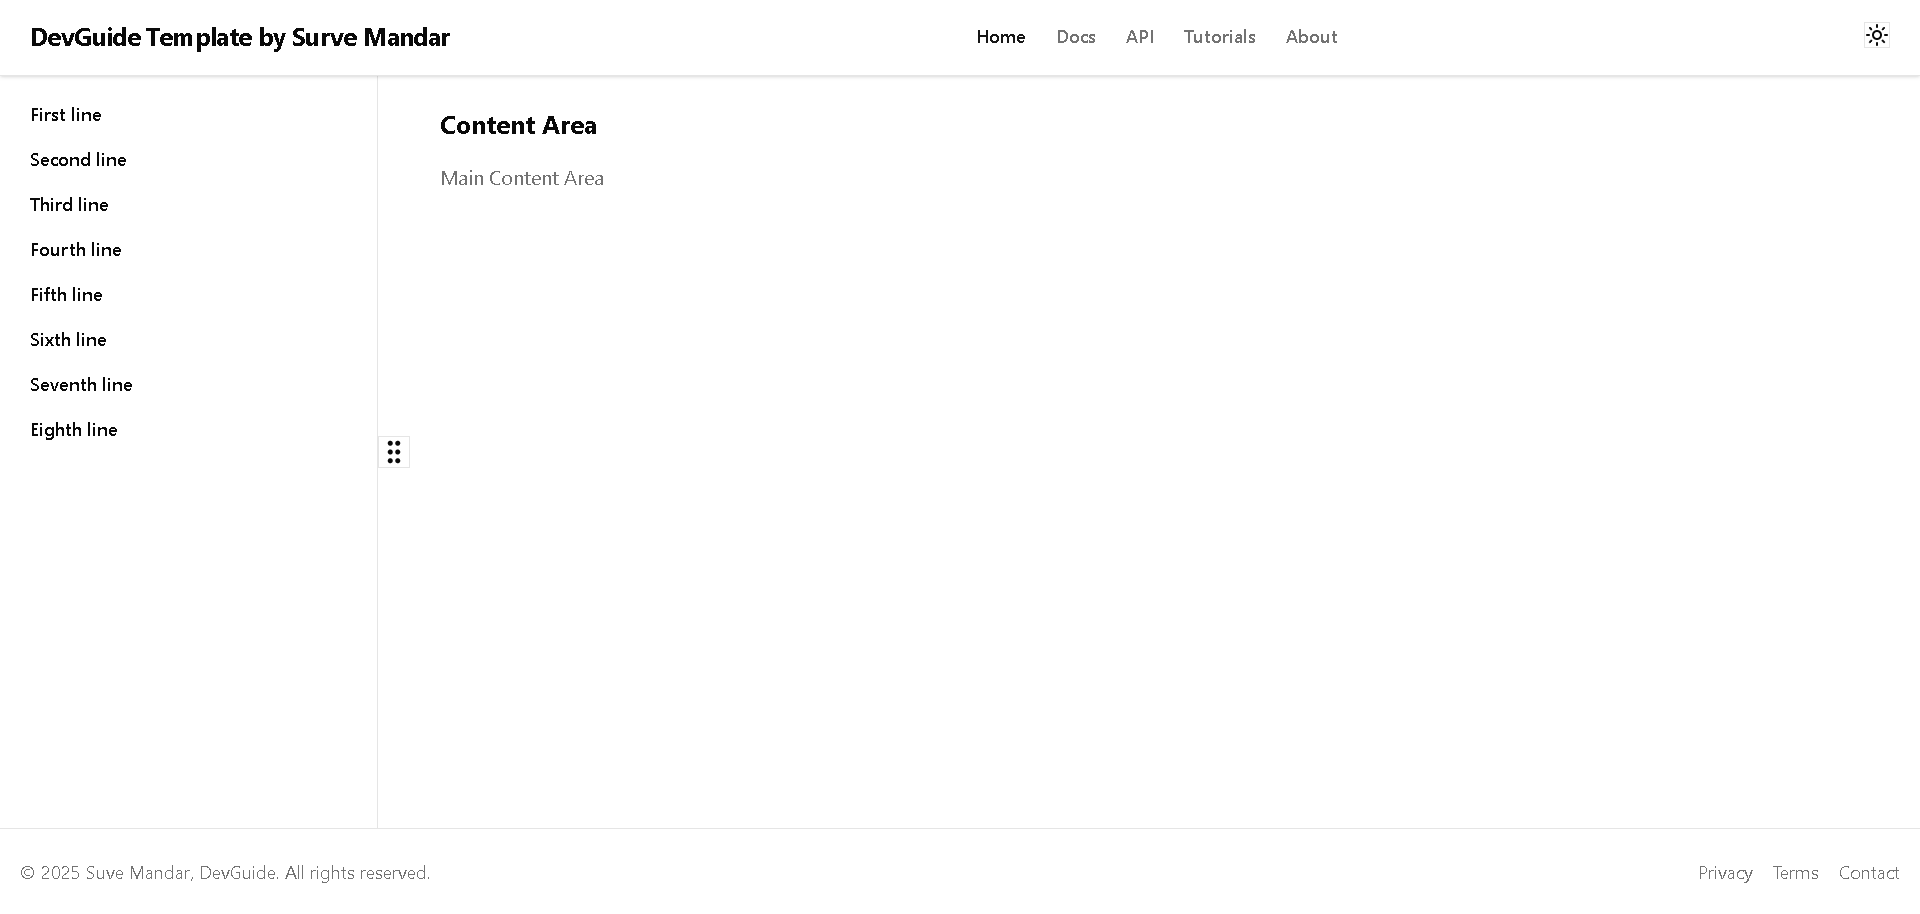 DevGuide Template by Surve Mandar
Home Docs API Tutorials About
First line
Second line
Third line
Fourth line
Fifth line
Sixth line
Seventh line
Eighth line
Content Area
Main Content Area
© 2025 Suve Mandar, DevGuide. All rights reserved.
Privacy Terms Contact